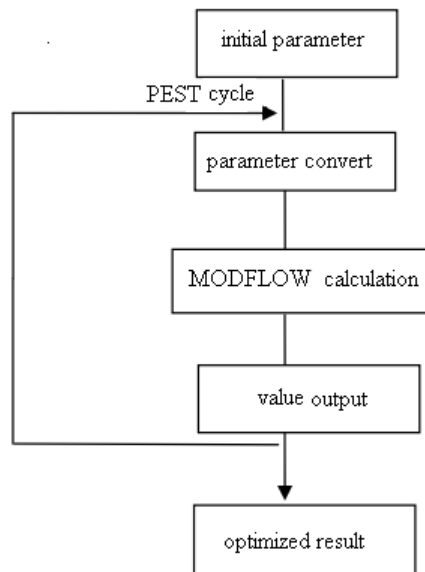 initial parameter
PEST cycle
parameter convert
MODFLOW calculation
value output
optimized result